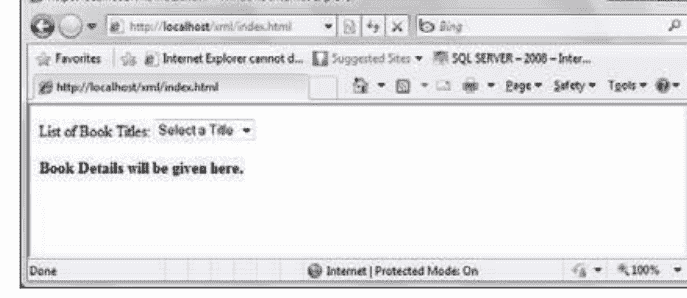 http://localhost/xml/index.html
Bing
Favorites
Internet Explorer cannot d...
Suggested Sites
SQL SERVER – 2008 – Inter...
http://localhost/xml/index.html
Page
Safety
Tools
List of Book Titles: Select a Title
Book Details will be given here.
Done
Internet | Protected Mode: On
100%